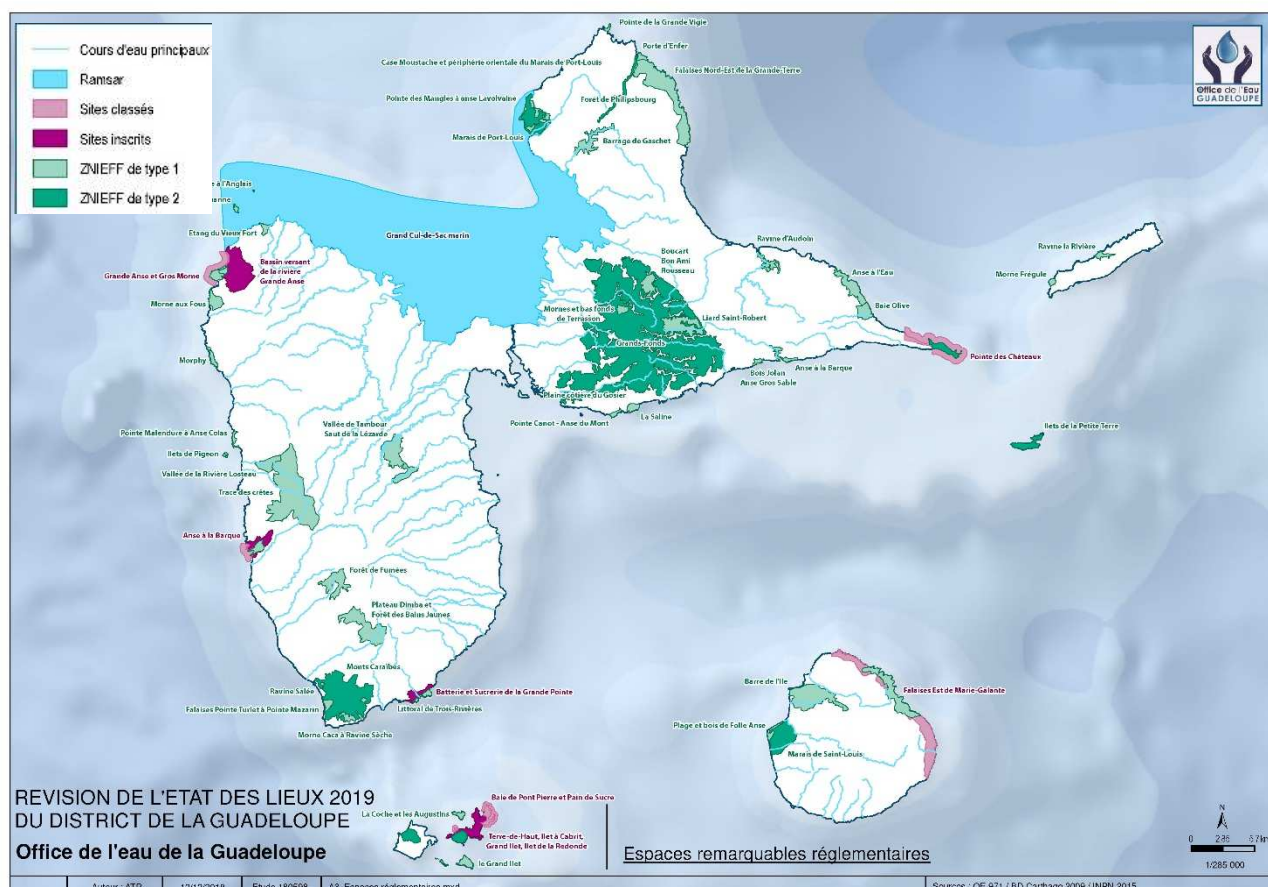 Cours d'eau principaux
Ramsar
Sites classés
Sites inscrits
ZNIEFF de type 1
ZNIEFF de type 2
Office de l'Eau
GUADELOUPE
Pointe de la Grande Vigie
Porte d'Enfer
Case Moustache et périphérie orientale du Marais de Port-Louis
Falaises Nord-Est de la Grande-Terre
Pointe des Mangles à anse Lavolvaine
Forêt de Philipsbourg
Marais de Port-Louis
Barrage de Gaschet
à l'Anglais
Etang du Vieux Fort
Grand Cul-de-Sac marin
Ravine d'Audoin
Ravine la Rivière
Boucart
Bon Ami
Rousseau
Grande Anse et Gros Morne
Bassin versant
de la rivière
Grande Anse
Anse à l'Eau
Morne Frégule
Morne aux Fous
Baie Olive
Mornes et bas fonds
de Terrasson
Liard Saint-Robert
Grands-Fonds
Pointe des Châteaux
Morphy
Anse à la Barque
Bois Jolan
Anse Gros Sable
Plaine côtière du Gosier
La Saline
Pointe Canot - Anse du Mont
Vallée de Tambour
Saut de la Lézarde
Ilets de la Petite Terre
Pointe Malendure à Anse Colas
Ilets de Pigeon
Vallée de la Rivière Losteau
Trace des crêtes
Anse à la Barque
Forêt de Fumées
Plateau Dimba et
Forêt des Bains Jaunes
Monts Caraïbes
Ravine Salée
Batterie et Sucrerie de la Grande Pointe
Falaises Pointe Turlet à Pointe Mazarin
Littoral de Trois-Rivières
Morne Caca à Ravine Sèche
Barre de l'Ile
Falaises Est de Marie-Galante
Plage et bois de Folle Anse
Marais de Saint-Louis
Baie de Pont Pierre et Pain de Sucre
La Coche et les Augustins
Terre-de-Haut, Ilet à Cabrit,
Grand Ilet, Ilet de la Redonde
le Grand Ilet
REVISION DE L'ETAT DES LIEUX 2019
DU DISTRICT DE LA GUADELOUPE
Office de l'eau de la Guadeloupe
Espaces remarquables réglementaires
N
0 2.85 5.7km
1/285 000